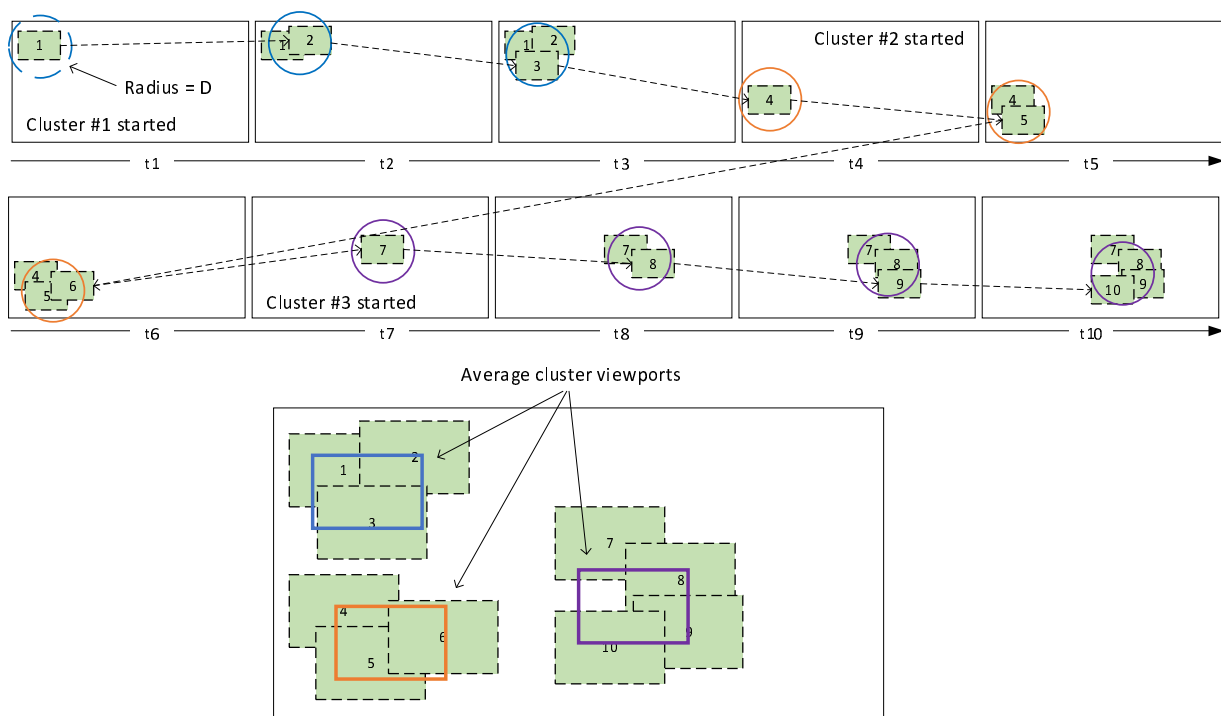 1
1
2
1
2
3
Cluster #2 started
4
4
5
Radius = D
Cluster #1 started
t1
t2
t3
t4
t5
4
5
6
7
Cluster #3 started
7
8
7
8
9
7
8
9
10
t6
t7
t8
t9
t10
Average cluster viewports
1
2
3
4
5
6
7
8
9
10